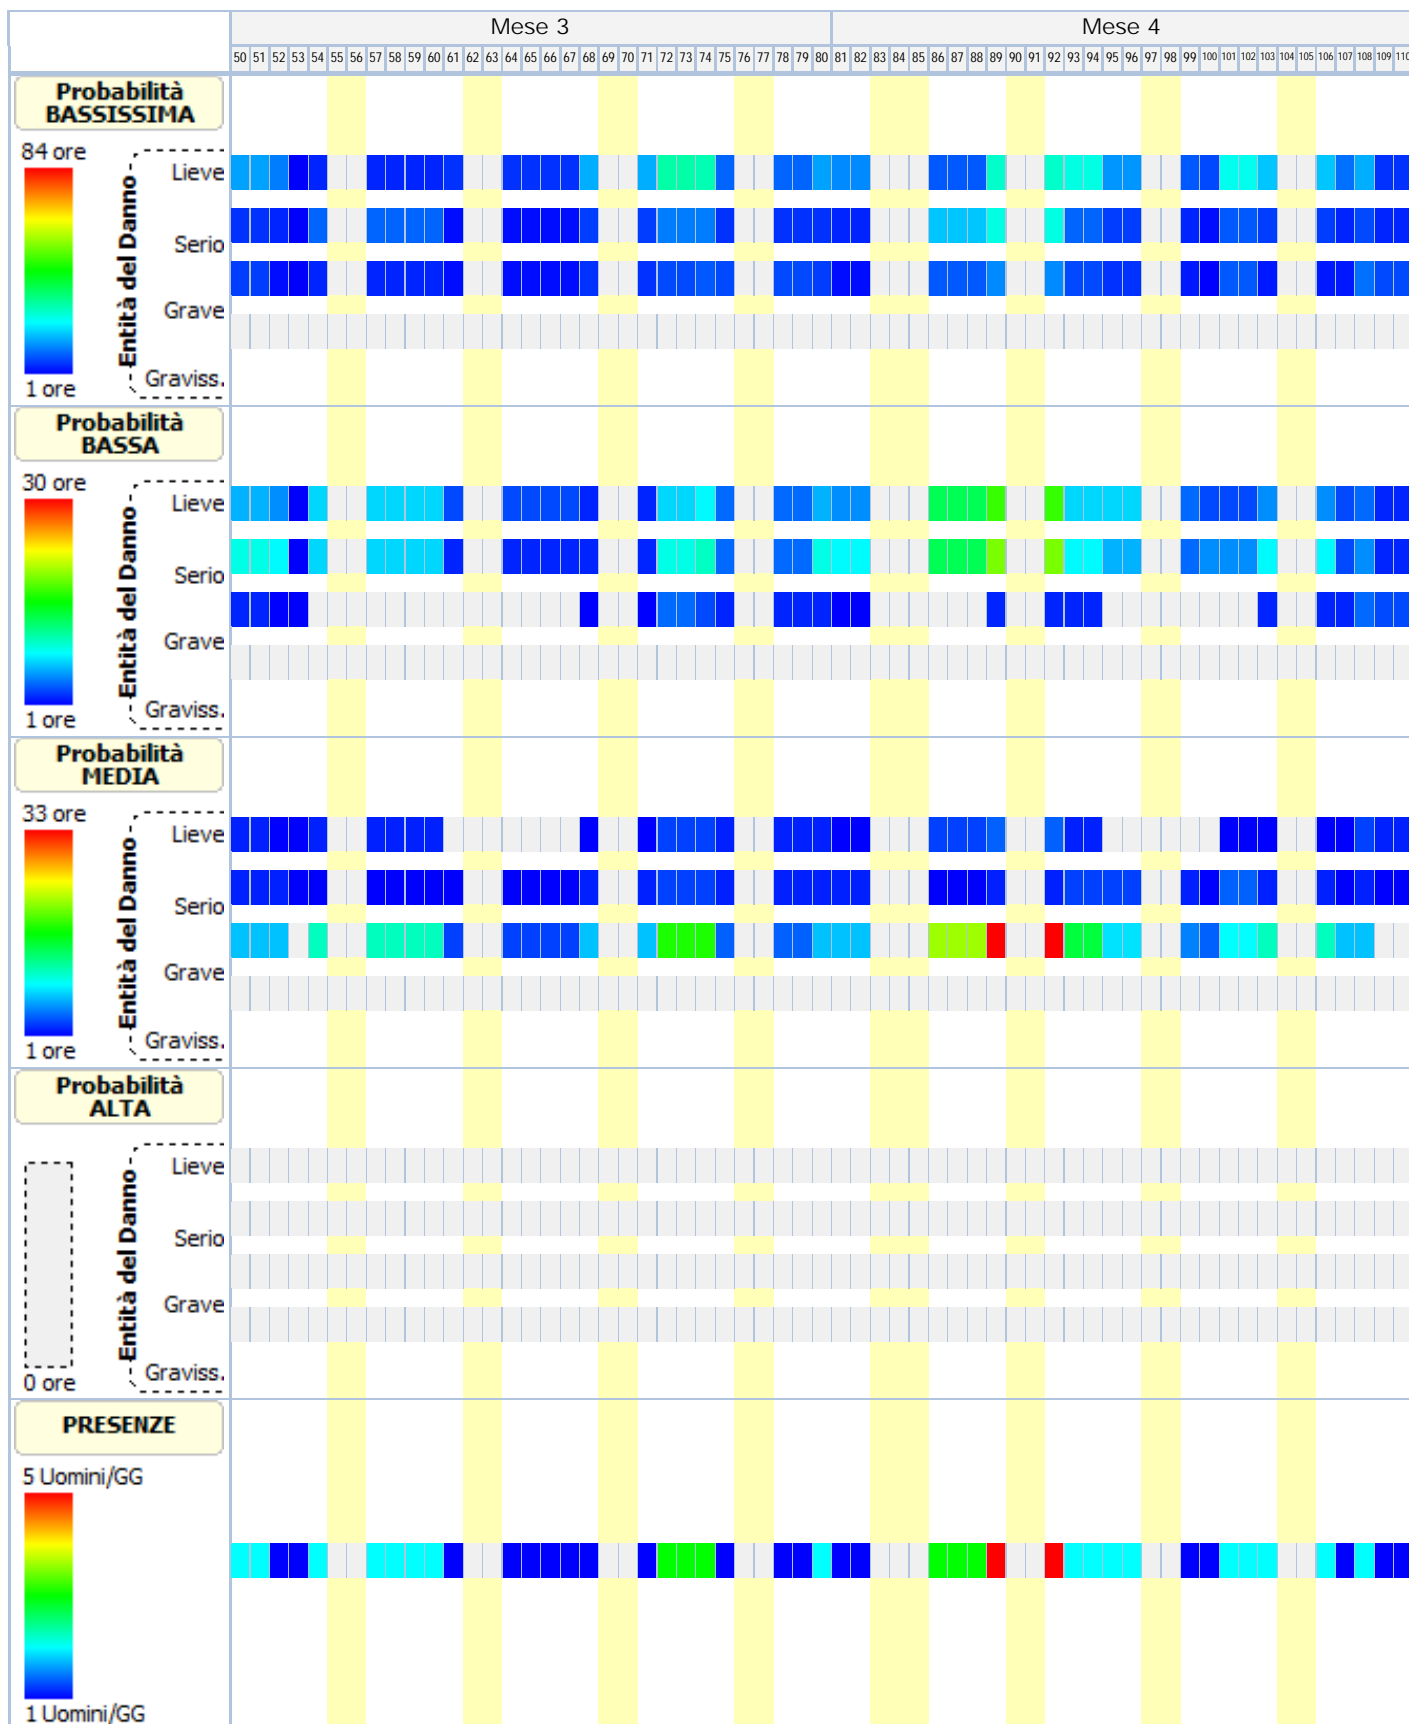 Mese 3 Mese 4
50 51 52 53 54 55 56 57 58 59 60 61 62 63 64 65 66 67 68 69 70 71 72 73 74 75 76 77 78 79 80 81 82 83 84 85 86 87 88 89 90 91 92 93 94 95 96 97 98 99 100 101 102 103 104 105 106 107 108 109 110
Probabilità
BASSISSIMA
84 ore
1 ore
Entità del Danno
Lieve
Serio
Grave
Graviss.
Probabilità
BASSA
30 ore
1 ore
Entità del Danno
Lieve
Serio
Grave
Graviss.
Probabilità
MEDIA
33 ore
1 ore
Entità del Danno
Lieve
Serio
Grave
Graviss.
Probabilità
ALTA
0 ore
Entità del Danno
Lieve
Serio
Grave
Graviss.
PRESENZE
5 Uomini/GG
1 Uomini/GG